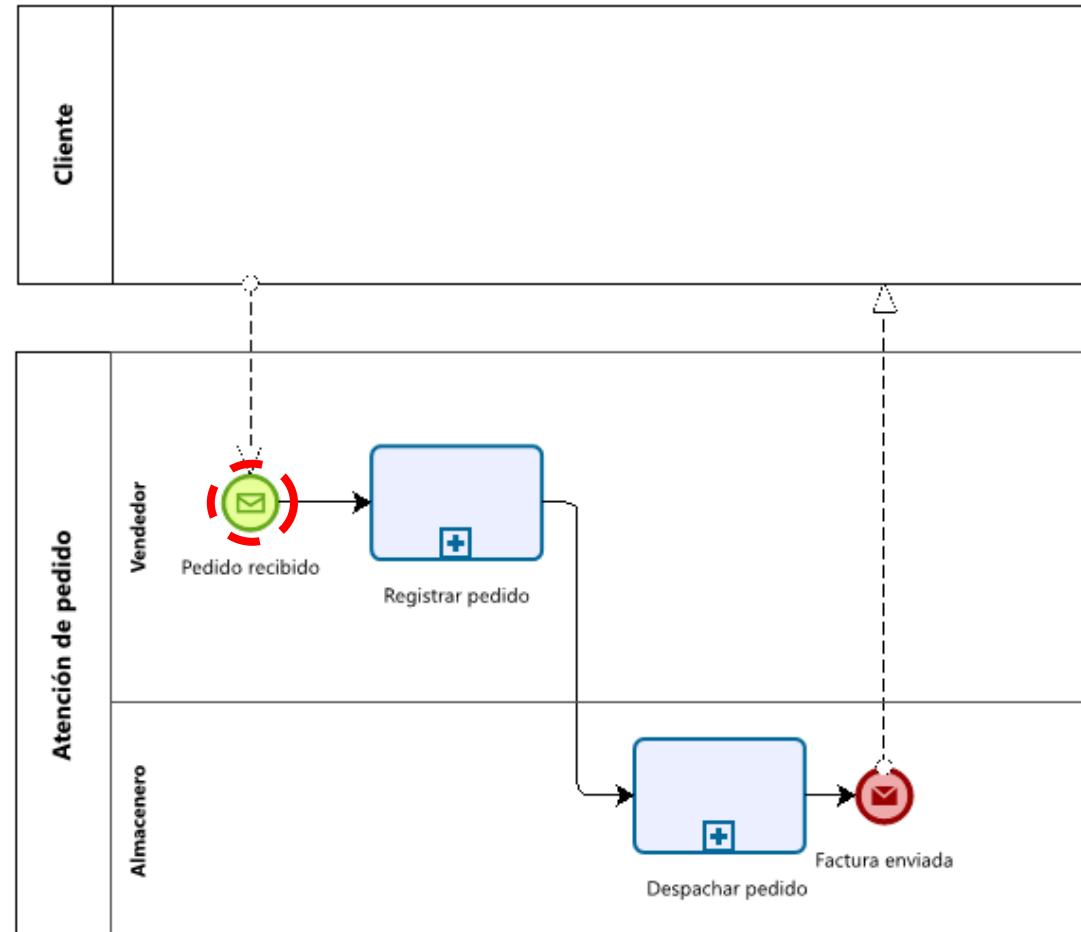 Cliente
Atención de pedido
Vendedor
Pedido recibido
Registrar pedido
Almacenero
Despachar pedido
Factura enviada